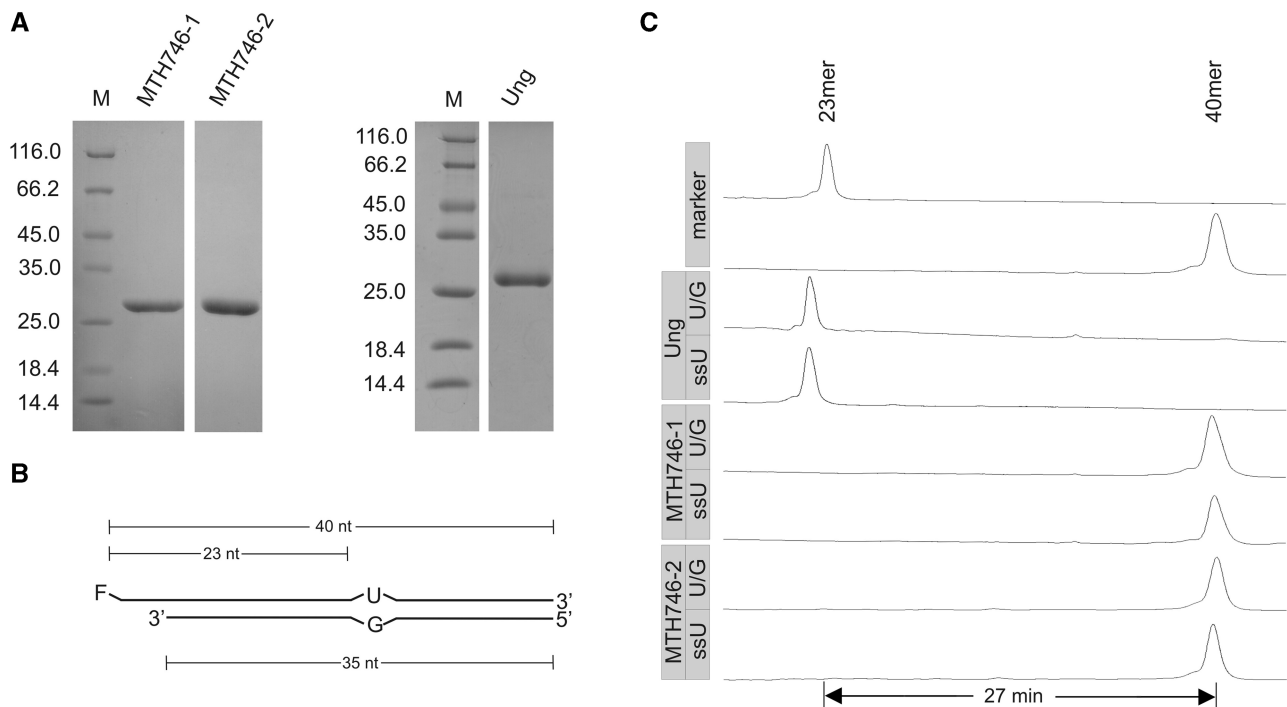 A
M
MTH746-1
MTH746-2
116.0
66.2
45.0
35.0
25.0
18.4
14.4
M
Ung
116.0
66.2
45.0
35.0
25.0
18.4
14.4
B
40 nt
23 nt
F
U
3’
3’
G
5’
35 nt
C
23mer
40mer
marker
Ung
U/G
ssU
MTH746-1
U/G
ssU
MTH746-2
U/G
ssU
27 min